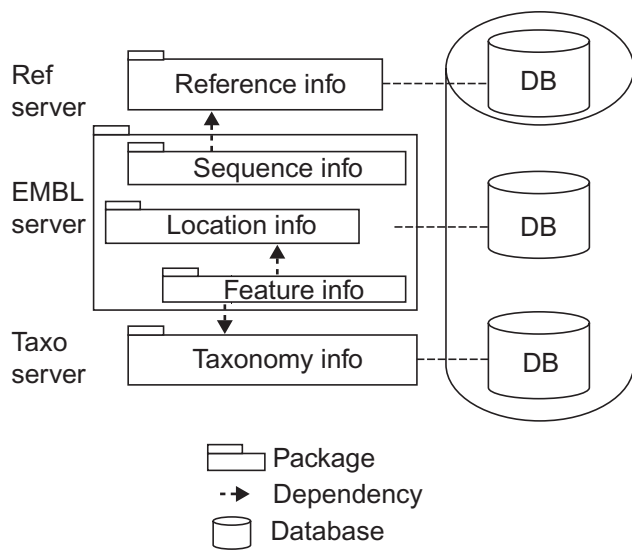 Ref
server
Reference info
DB
EMBL
server
Sequence info
Location info
Feature info
DB
Taxo
server
Taxonomy info
DB
Package
Dependency
Database